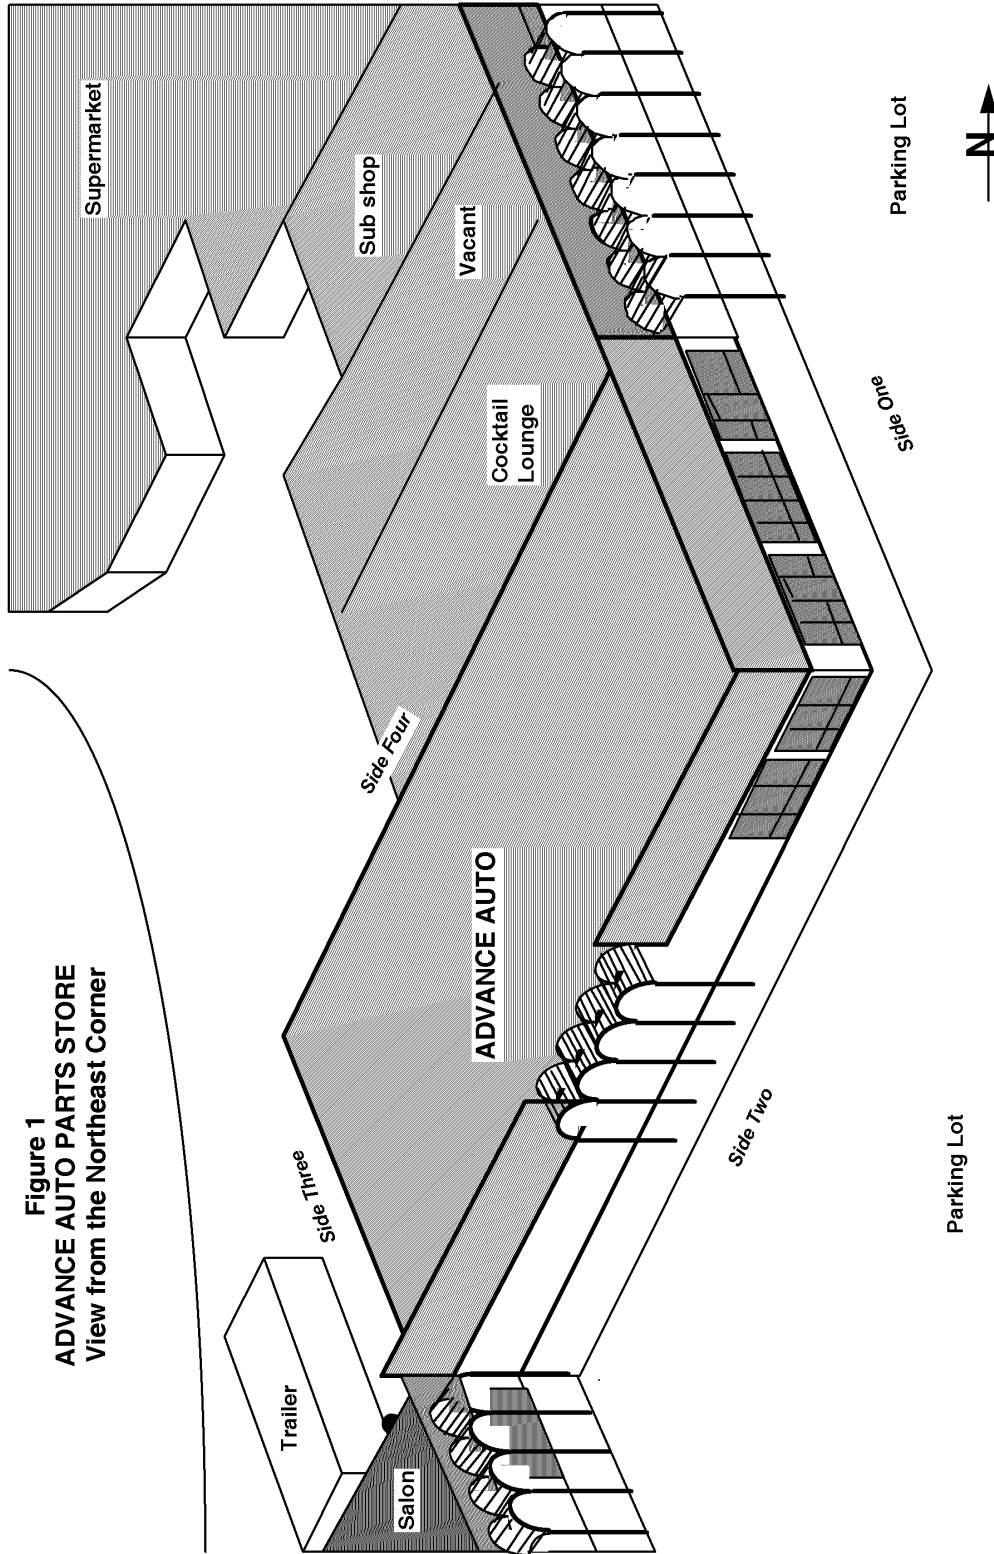 Figure 1
ADVANCE AUTO PARTS STORE
View from the Northeast Corner
Supermarket
Sub shop
Vacant
Cocktail
Lounge
Side Four
ADVANCE AUTO
Side Three
Trailer
Salon
Side Two
Side One
Parking Lot
Parking Lot
N